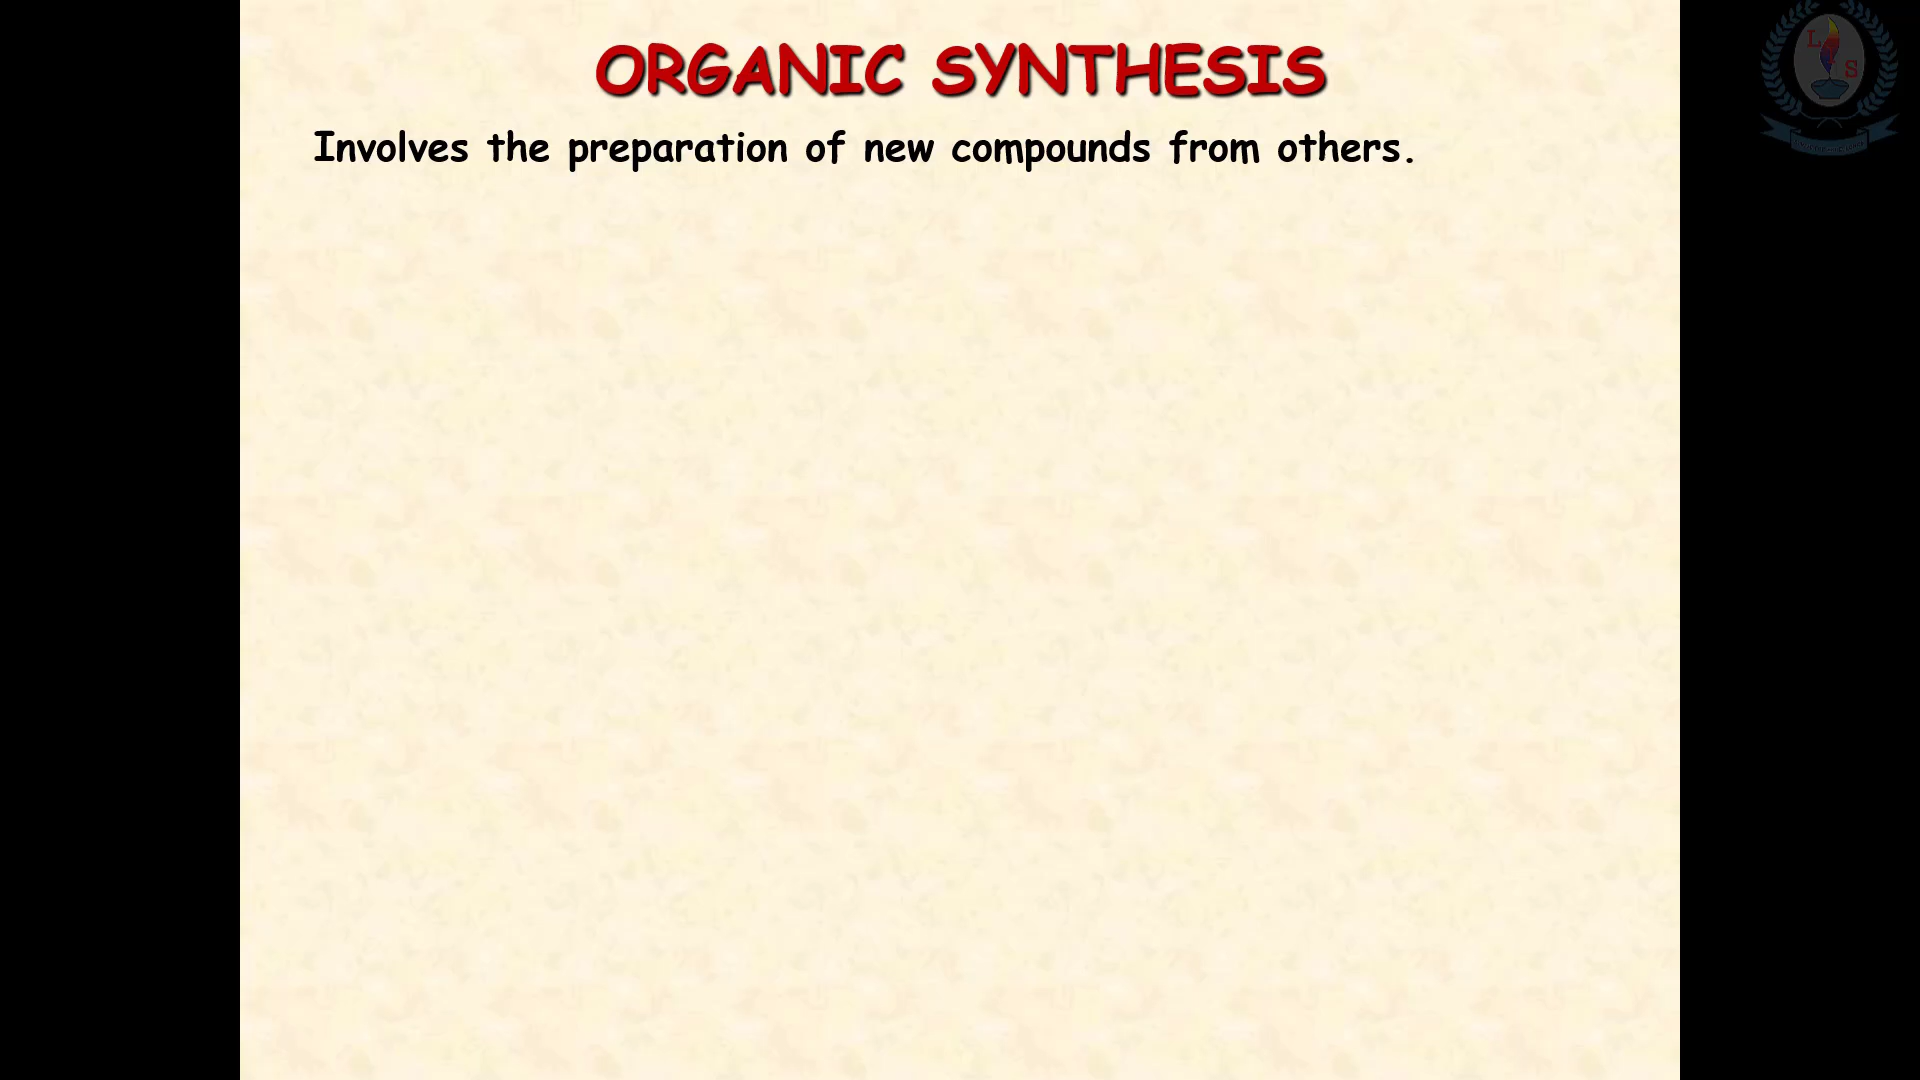 ORGANIC SYNTHESIS
Involves the preparation of new compounds from others.
L
S